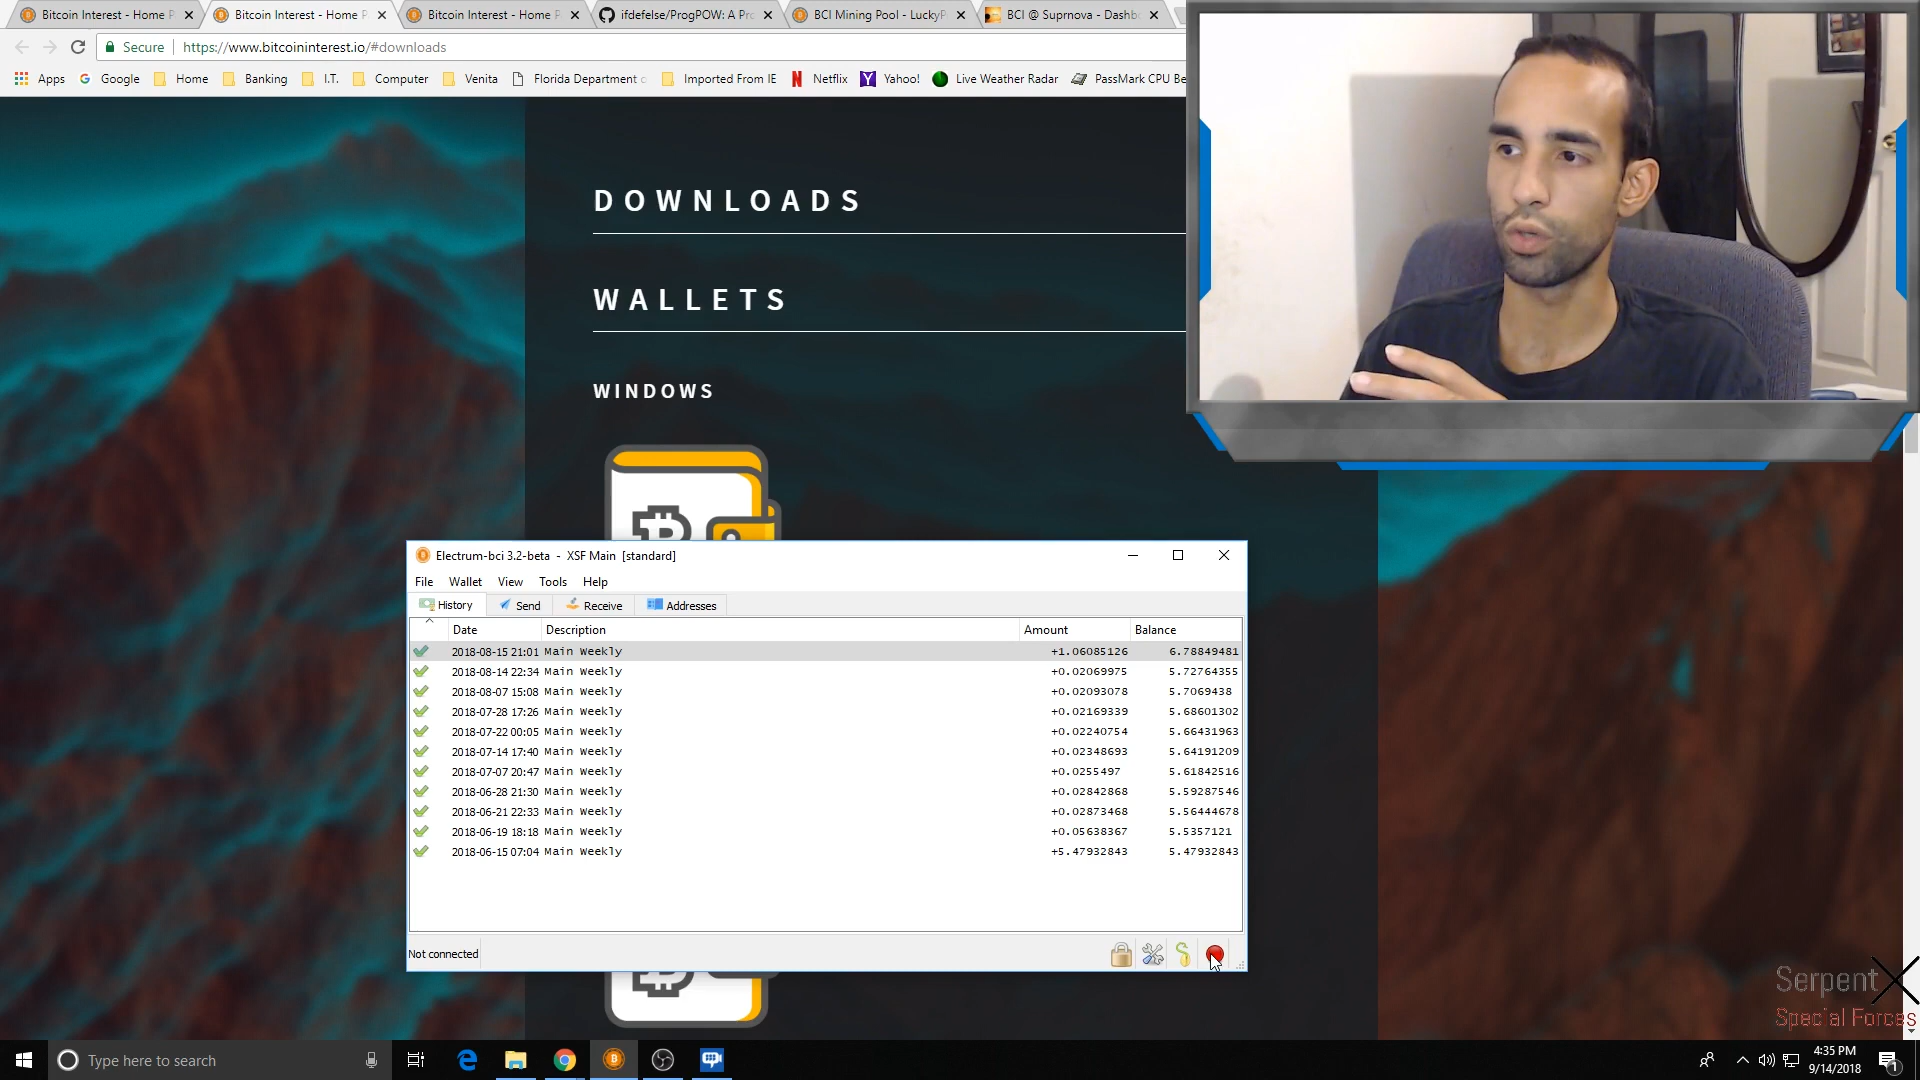 Bitcoin Interest - Home P
Bitcoin Interest - Home P
Bitcoin Interest - Home P
ifdefelse/ProgPOW: A Pro
BCI Mining Pool - LuckyP
BCI @ Suprnova - Dashb
Secure
https://www.bitcoininterest.io/#downloads
Apps
Google
Home
Banking
I.T.
Computer
Venita
Florida Department o
Imported From IE
Netflix
Yahoo!
Live Weather Radar
PassMark CPU Be
DOWNLOADS
WALLETS
WINDOWS
Electrum-bci 3.2-beta - XSF Main [standard]
File Wallet View Tools Help
History Send Receive Addresses
Date Description Amount Balance
2018-08-15 21:01 Main Weekly +1.06085126 6.78849481
2018-08-14 22:34 Main Weekly +0.02069975 5.72764355
2018-08-07 15:08 Main Weekly +0.02093078 5.7069438
2018-07-28 17:26 Main Weekly +0.02169339 5.68601302
2018-07-22 00:05 Main Weekly +0.02240754 5.66431963
2018-07-14 17:40 Main Weekly +0.02348693 5.64191209
2018-07-07 20:47 Main Weekly +0.0255497 5.61842516
2018-06-28 21:30 Main Weekly +0.02842868 5.59287546
2018-06-21 22:33 Main Weekly +0.02873468 5.56444678
2018-06-19 18:18 Main Weekly +0.05638367 5.5357121
2018-06-15 07:04 Main Weekly +5.47932843 5.47932843
Not connected
Serpent X
Special Forces
Type here to search
4:35 PM
9/14/2018
1